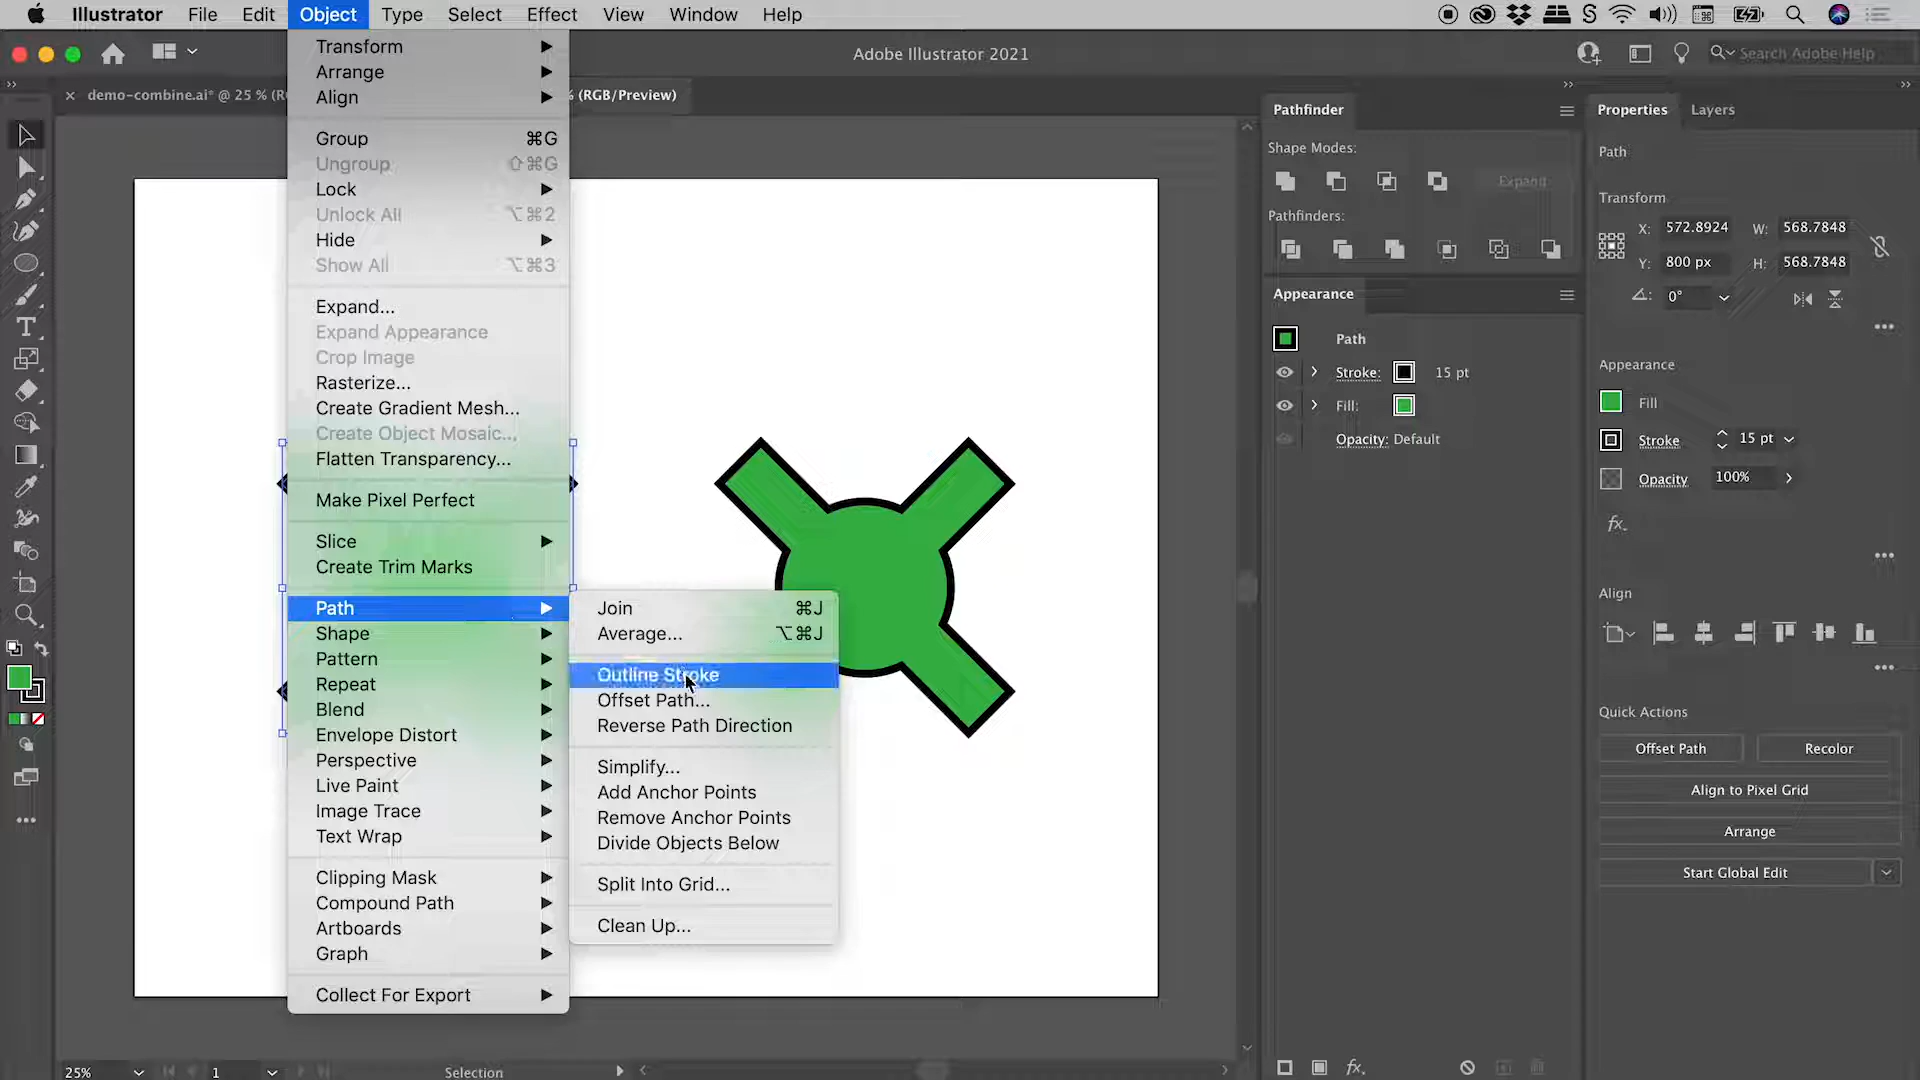 Illustrator File Edit Object Type Select Effect View Window Help
Adobe Illustrator 2021
Search Adobe Help
× demo-combine.ai* @ 25 % (R
% (RGB/Preview)
Transform
Arrange
Align
Group ⌘G
Ungroup ⇧⌘G
Lock
Unlock All ⌥⌘2
Hide
Show All ⌥⌘3
Expand...
Expand Appearance
Crop Image
Rasterize...
Create Gradient Mesh...
Create Object Mosaic...
Flatten Transparency...
Make Pixel Perfect
Slice
Create Trim Marks
Path
Shape
Pattern
Repeat
Blend
Envelope Distort
Perspective
Live Paint
Image Trace
Text Wrap
Clipping Mask
Compound Path
Artboards
Graph
Collect For Export
Join ⌘J
Average... ⌥⌘J
Outline Stroke
Offset Path...
Reverse Path Direction
Simplify...
Add Anchor Points
Remove Anchor Points
Divide Objects Below
Split Into Grid...
Clean Up...
Pathfinder
Shape Modes:
Expand
Pathfinders:
Appearance
Path
Stroke: 15 pt
Fill:
Opacity: Default
fx.
Properties Layers
Path
Transform
X: 572.8924 W: 568.7848
Y: 800 px H: 568.7848
0°
Appearance
Fill
Stroke 15 pt
Opacity 100%
fx.
Align
Quick Actions
Offset Path Recolor
Align to Pixel Grid
Arrange
Start Global Edit
25% 1 Selection